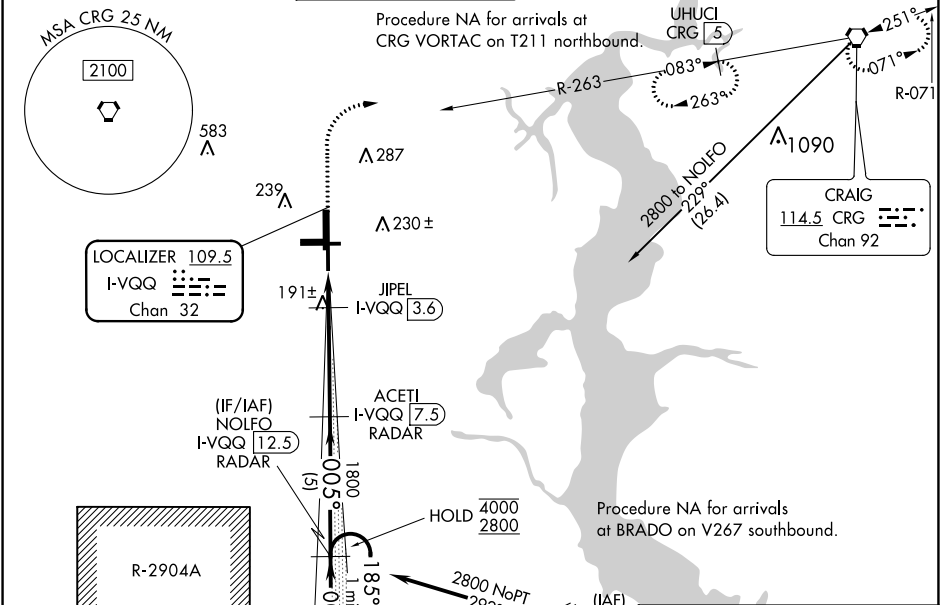 MSA CRG 25 NM
2100
583
Procedure NA for arrivals at
CRG VORTAC on T211 northbound.
UHUCI
CRG 5
083°
263°
R-263
251°
071°
R-071
287
239
230 ±
1090
2800 to NOLFO
229°
(26.4)
CRAIG
114.5 CRG
Chan 92
LOCALIZER 109.5
I-VQQ
Chan 32
191±
JIPEL
I-VQQ 3.6
ACETI
I-VQQ 7.5
RADAR
(IF/IAF)
NOLFO
I-VQQ 12.5
RADAR
1800
005°
(5)
HOLD 4000
2800
Procedure NA for arrivals
at BRADO on V267 southbound.
R-2904A
185°
2800 NoPT
(IAF)